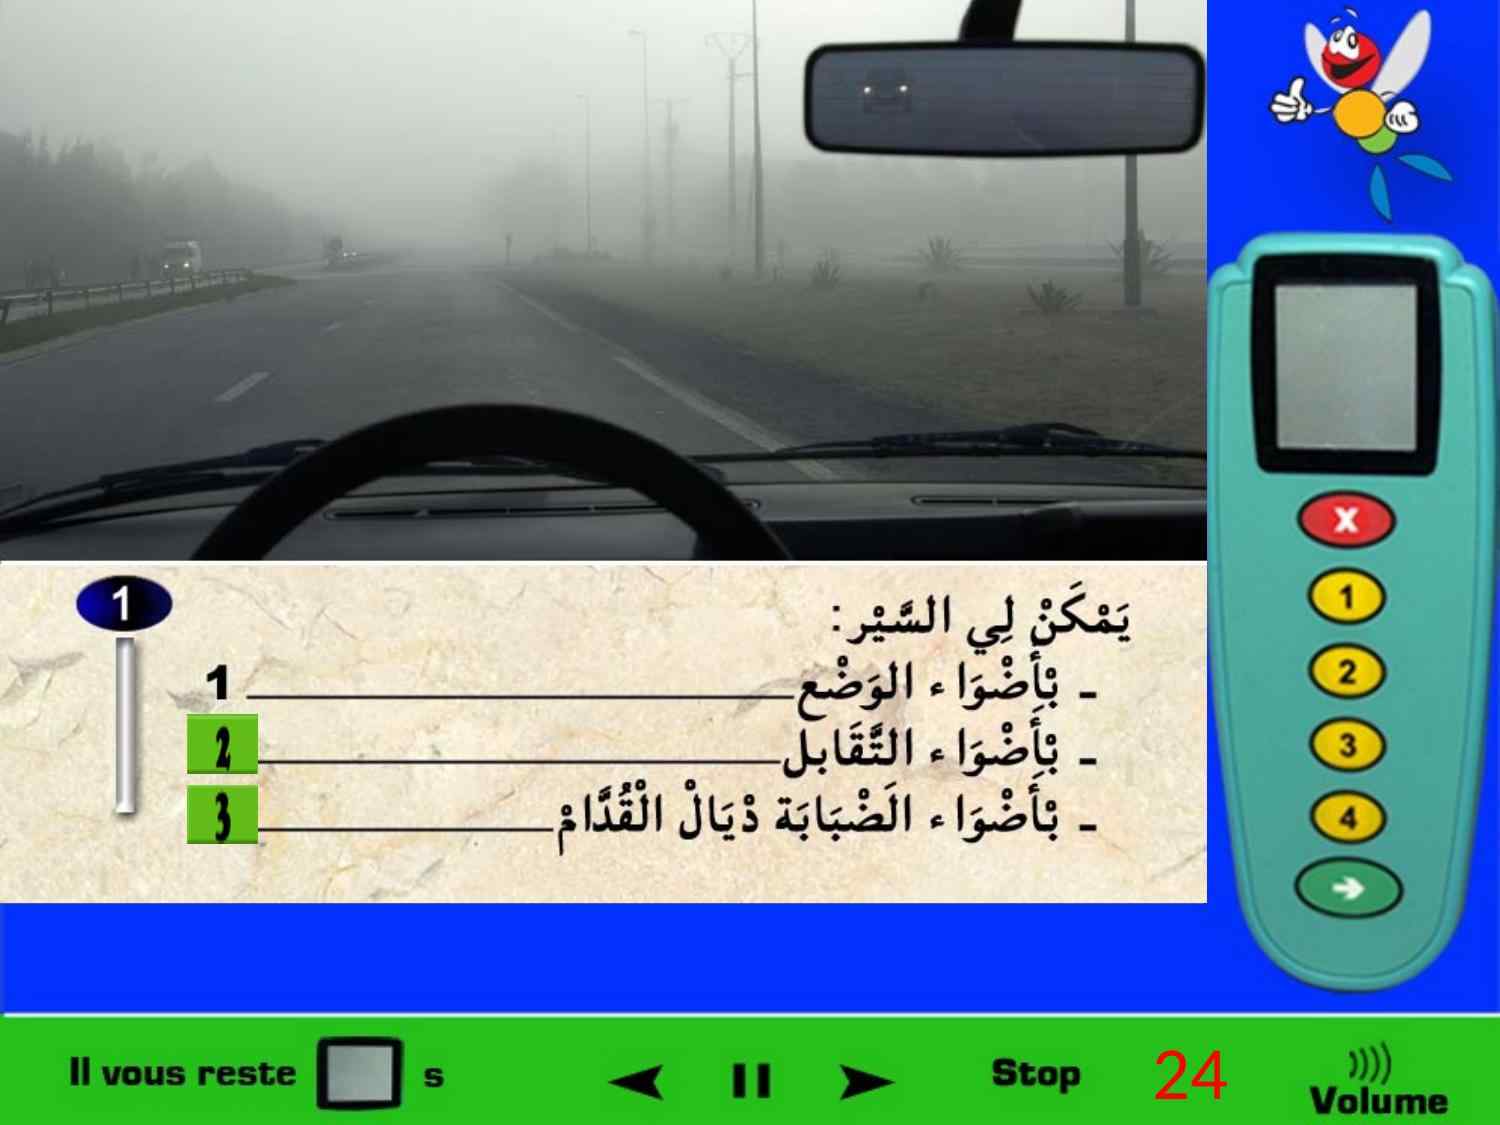 1
يَمْكَنْ لِي السَّيْر:
ـ بْأَضْوَاء الوَضْع 1
ـ بْأَضْوَاء التَّقَابل 2
ـ بْأَضْوَاء الَضْبَابَة دْيَالْ الْقُدَّامْ 3
X
1
2
3
4
Il vous reste s
Stop
24
Volume